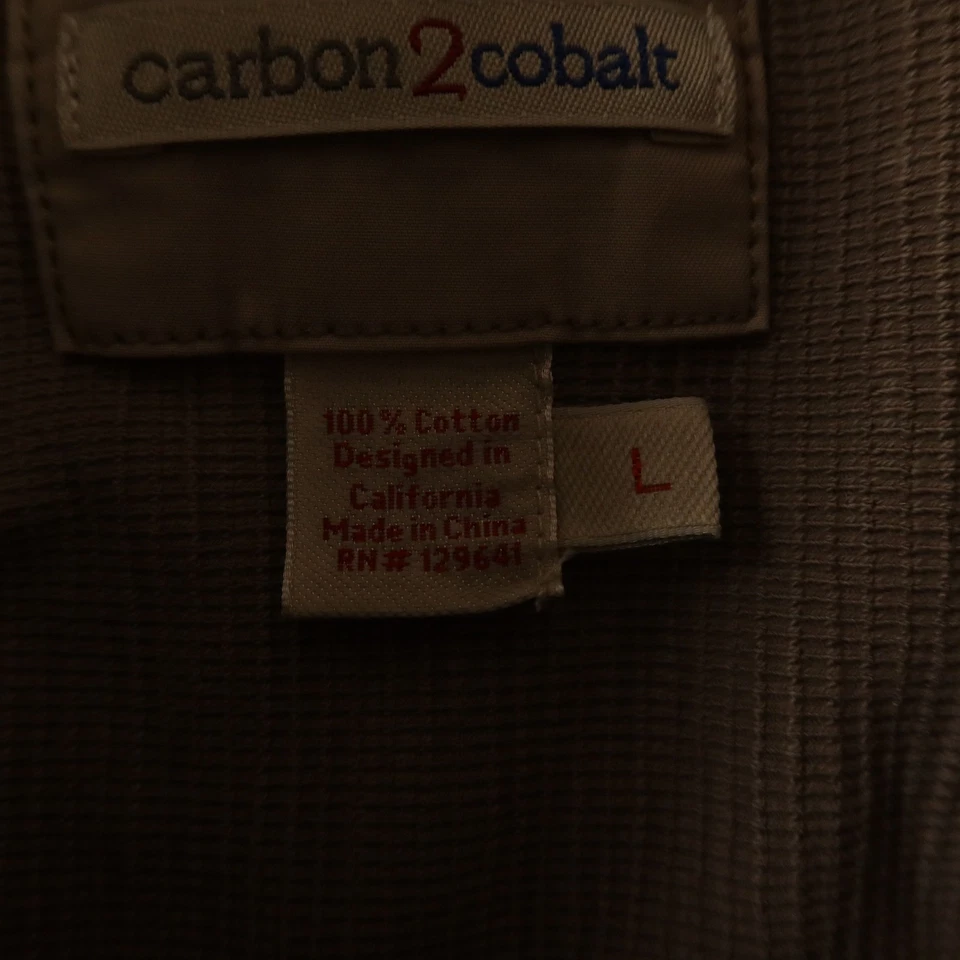 carbon2cobalt
100% Cotton
Designed in
California
Made in China
RN# 129641
L